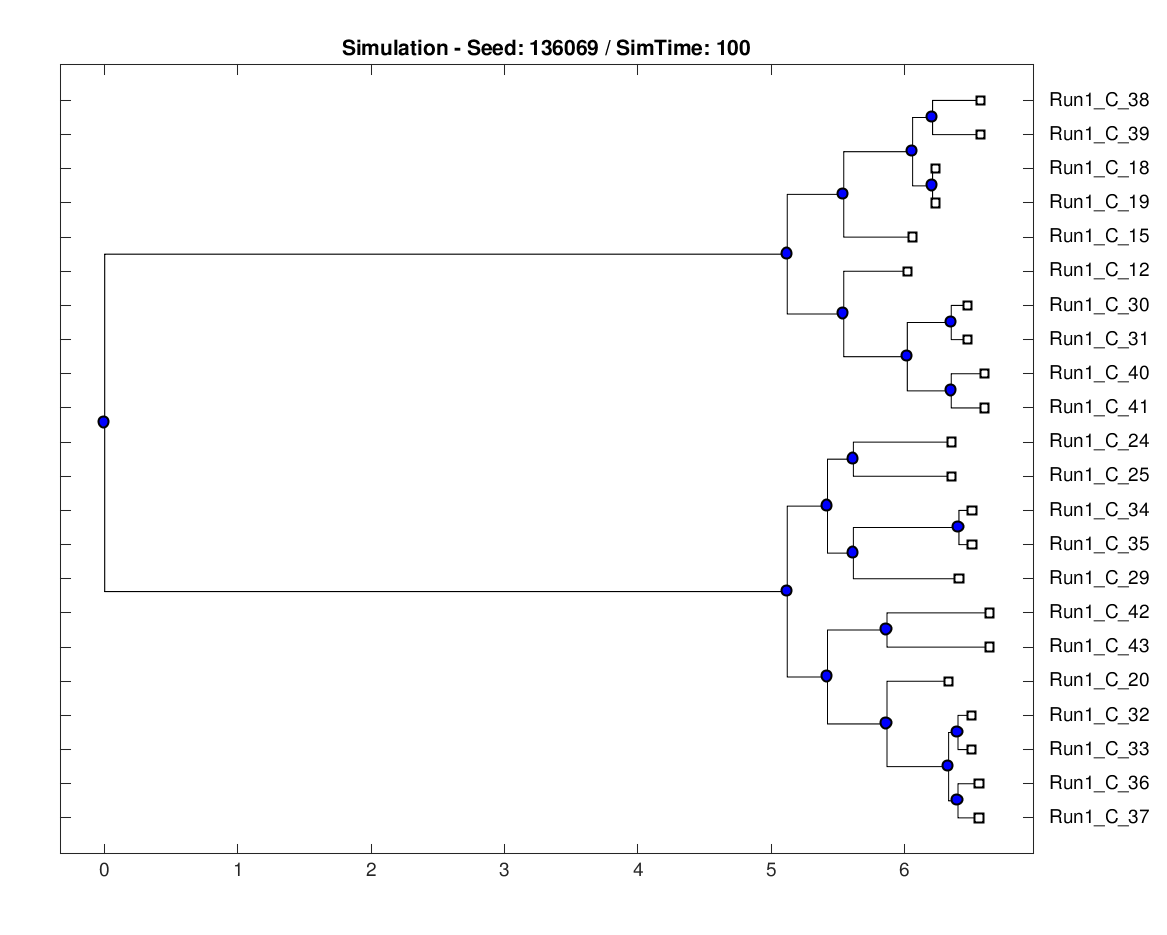 Simulation - Seed: 136069 / SimTime: 100
Run1_C_38
Run1_C_39
Run1_C_18
Run1_C_19
Run1_C_15
Run1_C_12
Run1_C_30
Run1_C_31
Run1_C_40
Run1_C_41
Run1_C_24
Run1_C_25
Run1_C_34
Run1_C_35
Run1_C_29
Run1_C_42
Run1_C_43
Run1_C_20
Run1_C_32
Run1_C_33
Run1_C_36
Run1_C_37
0 1 2 3 4 5 6